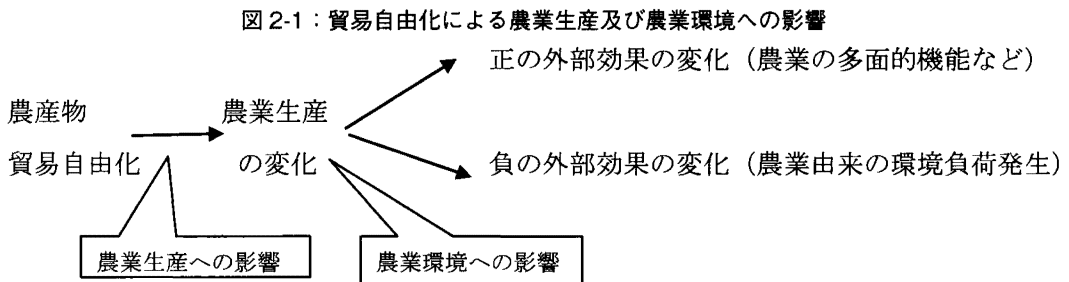 図 2-1：貿易自由化による農業生産及び農業環境への影響
正の外部効果の変化（農業の多面的機能など）
農産物 農業生産
貿易自由化 の変化 負の外部効果の変化（農業由来の環境負荷発生）
農業生産への影響 農業環境への影響